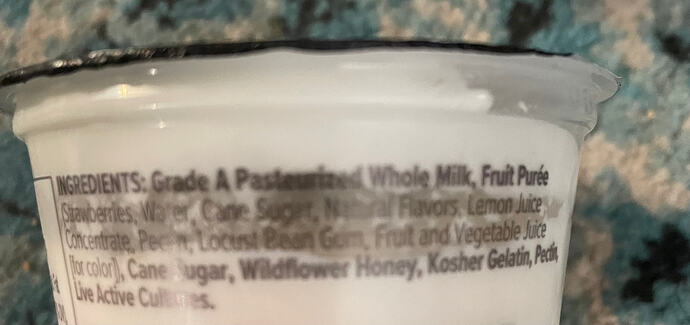 INGREDIENTS: Grade A Pasteurized Whole Milk, Fruit Purée
(Strawberries, Water, Cane Sugar, Natural Flavors, Lemon Juice
Concentrate, Pectin, Locust Bean Gum, Fruit and Vegetable Juice
[for color]), Cane Sugar, Wildflower Honey, Kosher Gelatin, Pectin,
Live Active Cultures.